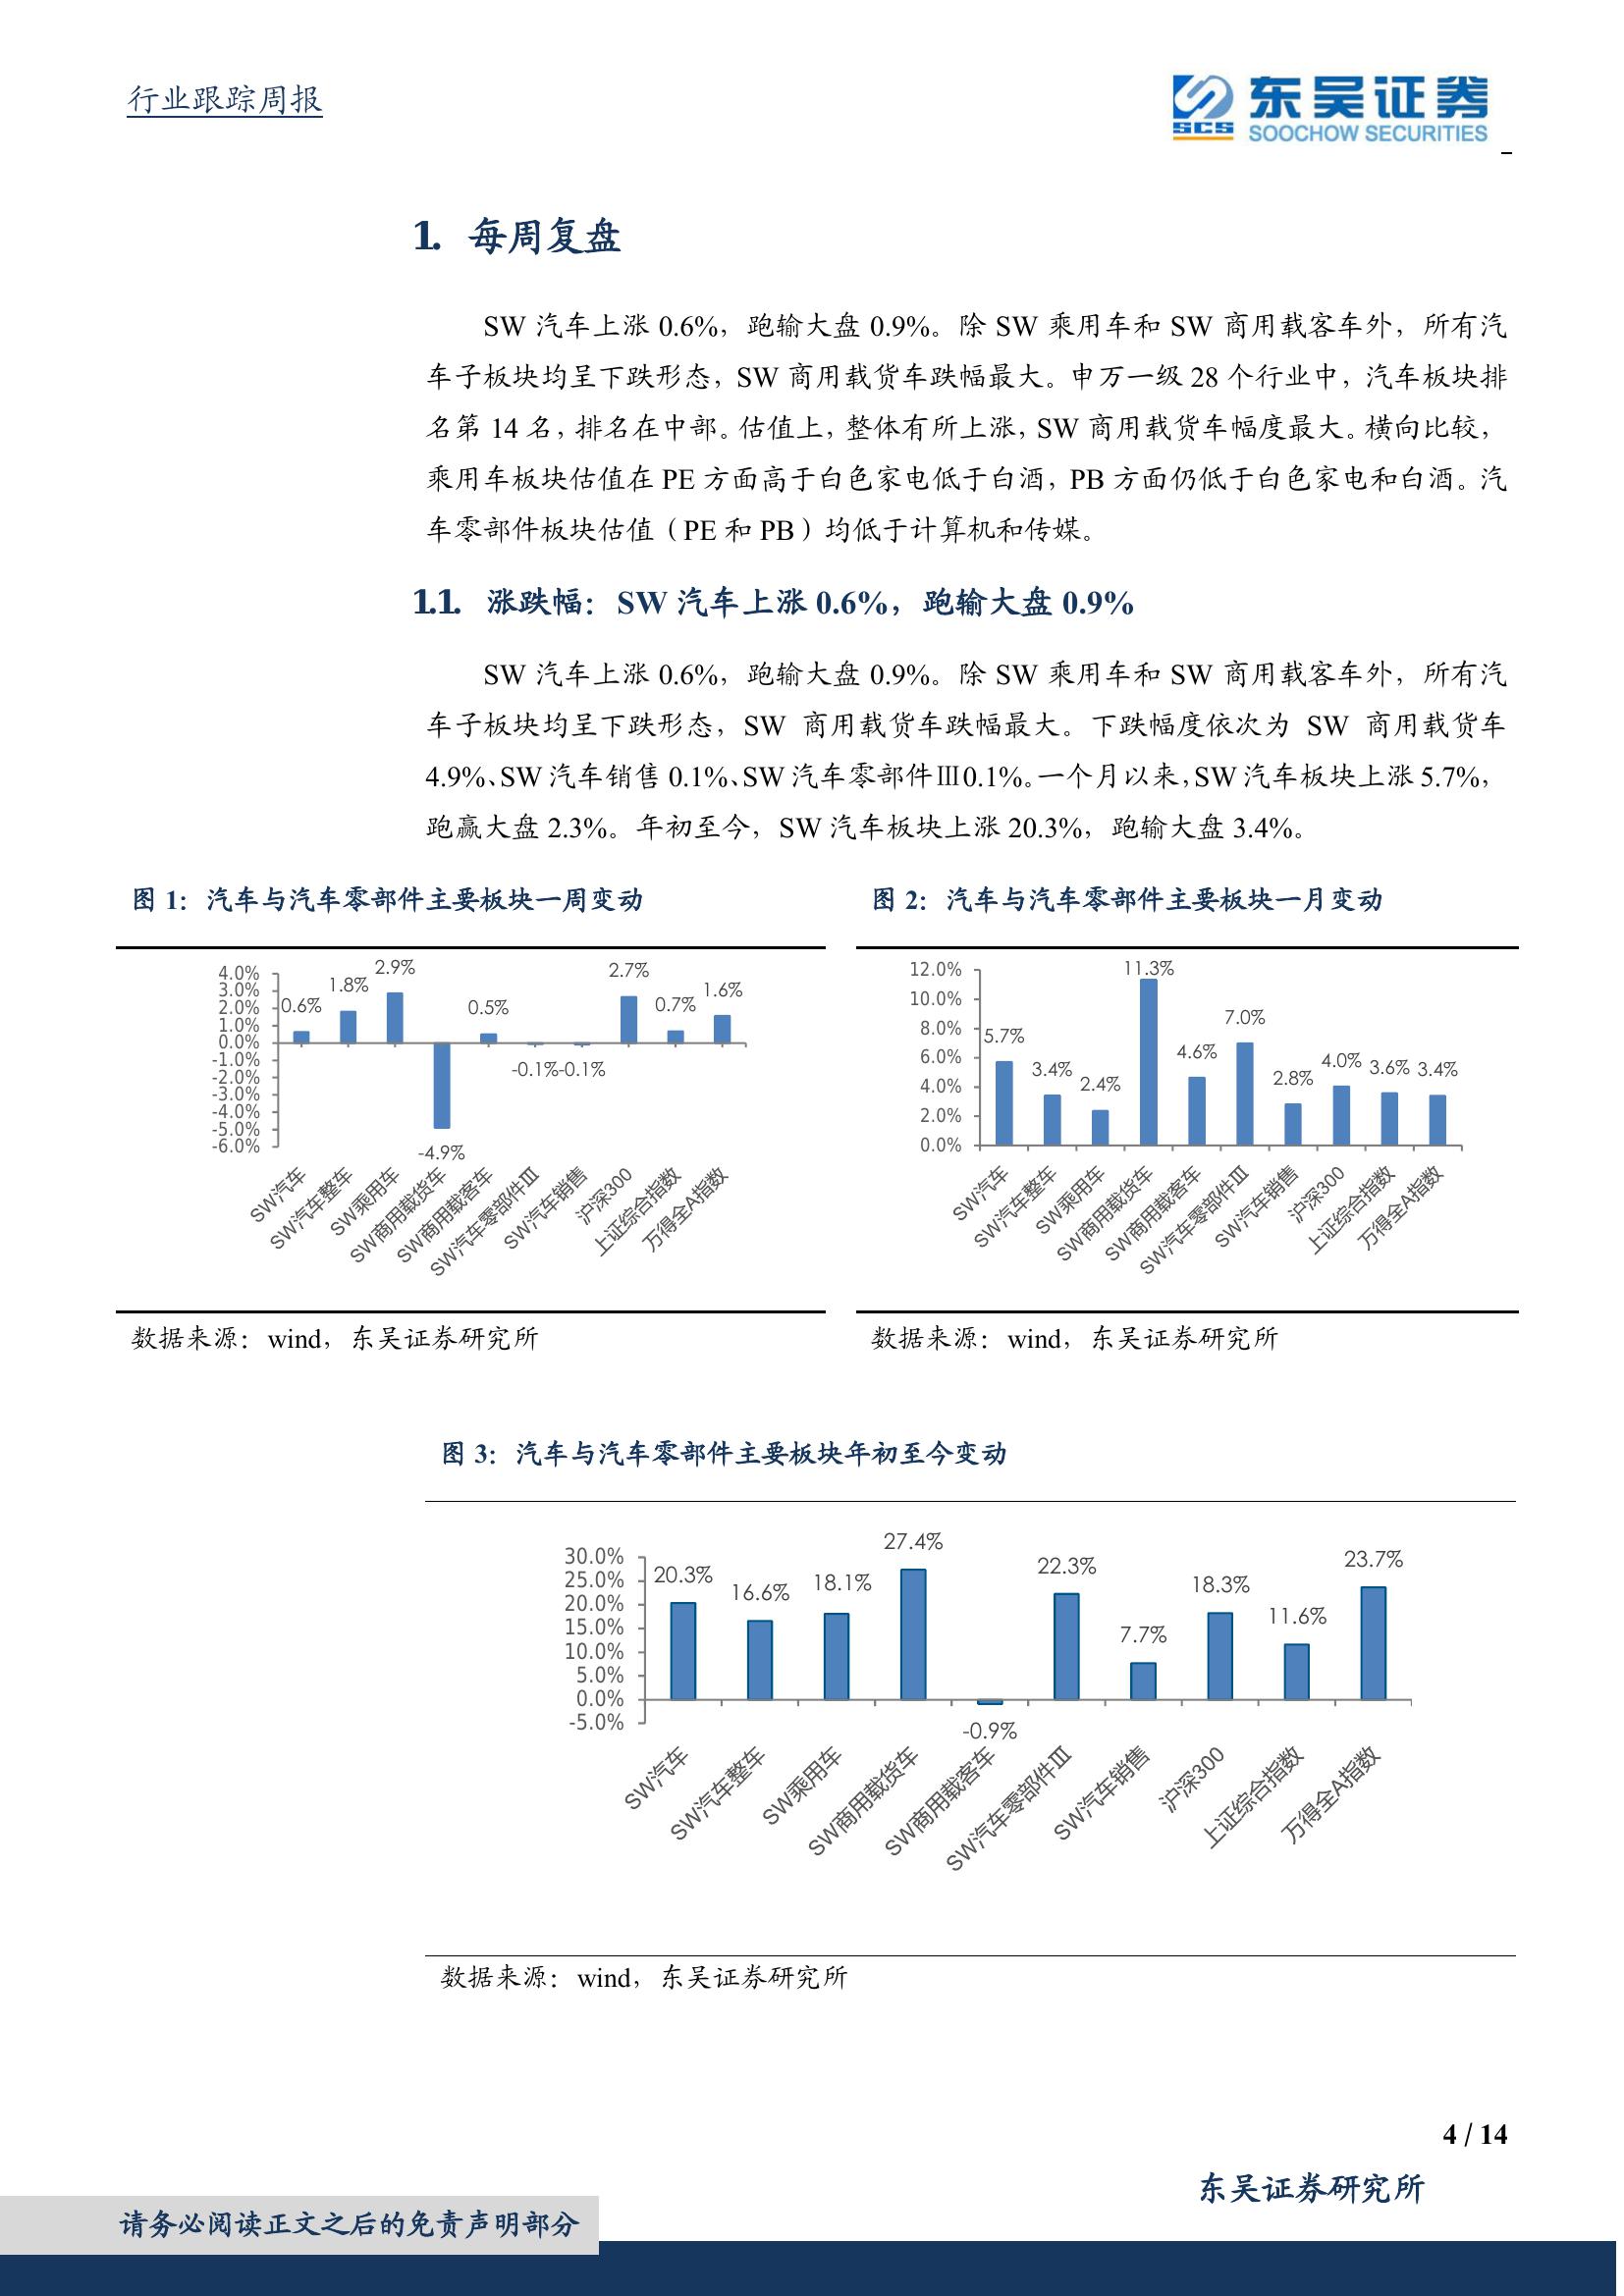 行业跟踪周报
SCS 东吴证券
SOOCHOW SECURITIES
1. 每周复盘
SW 汽车上涨 0.6%，跑输大盘 0.9%。除 SW 乘用车和 SW 商用载客车外，所有汽
车子板块均呈下跌形态，SW 商用载货车跌幅最大。申万一级 28 个行业中，汽车板块排
名第 14 名，排名在中部。估值上，整体有所上涨，SW 商用载货车幅度最大。横向比较，
乘用车板块估值在 PE 方面高于白色家电低于白酒，PB 方面仍低于白色家电和白酒。汽
车零部件板块估值（PE 和 PB）均低于计算机和传媒。
1.1. 涨跌幅：SW 汽车上涨 0.6%，跑输大盘 0.9%
SW 汽车上涨 0.6%，跑输大盘 0.9%。除 SW 乘用车和 SW 商用载客车外，所有汽
车子板块均呈下跌形态，SW 商用载货车跌幅最大。下跌幅度依次为 SW 商用载货车
4.9%、SW 汽车销售 0.1%、SW 汽车零部件Ⅲ0.1%。一个月以来，SW 汽车板块上涨 5.7%，
跑赢大盘 2.3%。年初至今，SW 汽车板块上涨 20.3%，跑输大盘 3.4%。
图 1：汽车与汽车零部件主要板块一周变动
4.0%
3.0%
2.0%
1.0%
0.0%
-1.0%
-2.0%
-3.0%
-4.0%
-5.0%
-6.0%
0.6%
1.8%
2.9%
-4.9%
0.5%
-0.1%
-0.1%
2.7%
0.7%
1.6%
SW汽车
SW汽车整车
SW乘用车
SW商用载货车
SW商用载客车
SW汽车零部件Ⅲ
SW汽车销售
沪深300
上证综合指数
万得全A指数
数据来源：wind，东吴证券研究所
图 2：汽车与汽车零部件主要板块一月变动
12.0%
10.0%
8.0%
6.0%
4.0%
2.0%
0.0%
5.7%
3.4%
2.4%
11.3%
4.6%
7.0%
2.8%
4.0%
3.6%
3.4%
SW汽车
SW汽车整车
SW乘用车
SW商用载货车
SW商用载客车
SW汽车零部件Ⅲ
SW汽车销售
沪深300
上证综合指数
万得全A指数
数据来源：wind，东吴证券研究所
图 3：汽车与汽车零部件主要板块年初至今变动
30.0%
25.0%
20.0%
15.0%
10.0%
5.0%
0.0%
-5.0%
20.3%
16.6%
18.1%
27.4%
-0.9%
22.3%
7.7%
18.3%
11.6%
23.7%
SW汽车
SW汽车整车
SW乘用车
SW商用载货车
SW商用载客车
SW汽车零部件Ⅲ
SW汽车销售
沪深300
上证综合指数
万得全A指数
数据来源：wind，东吴证券研究所
4 / 14
东吴证券研究所
请务必阅读正文之后的免责声明部分